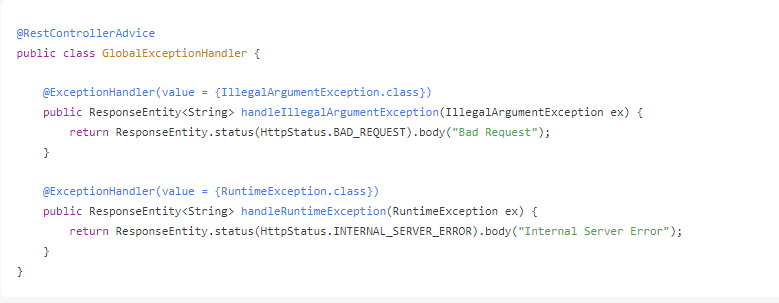 @RestControllerAdvice
public class GlobalExceptionHandler {
@ExceptionHandler(value = {IllegalArgumentException.class})
public ResponseEntity<String> handleIllegalArgumentException(IllegalArgumentException ex) {
return ResponseEntity.status(HttpStatus.BAD_REQUEST).body("Bad Request");
}
@ExceptionHandler(value = {RuntimeException.class})
public ResponseEntity<String> handleRuntimeException(RuntimeException ex) {
return ResponseEntity.status(HttpStatus.INTERNAL_SERVER_ERROR).body("Internal Server Error");
}
}